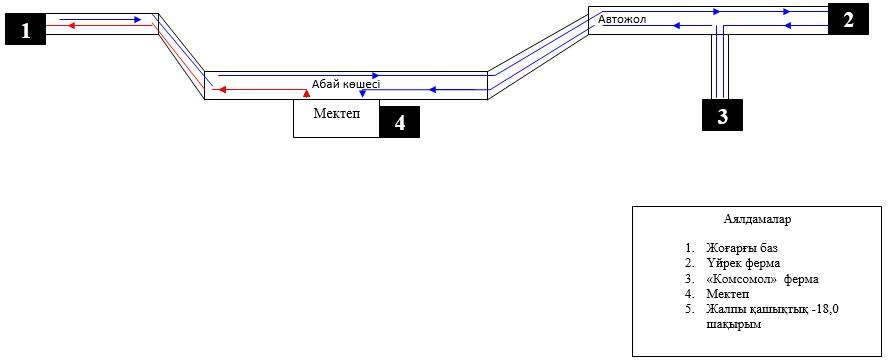 1
Автожол
2
Абай көшесі
Мектеп
4
3
Аялдамалар
1. Жоғарғы баз
2. Үйрек ферма
3. «Комсомол» ферма
4. Мектеп
5. Жалпы қашықтық -18,0
шақырым